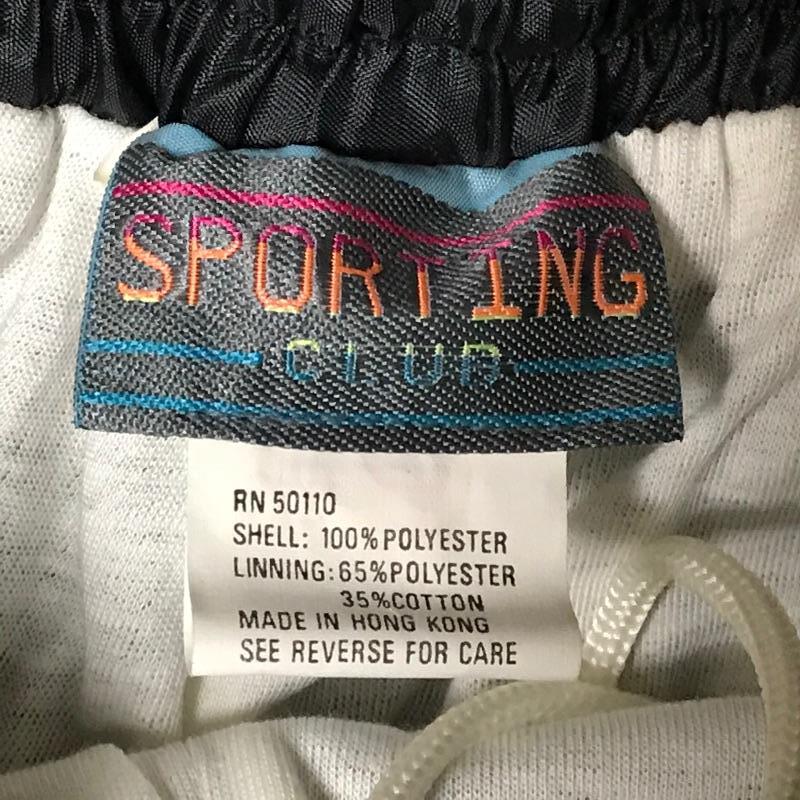 SPORTING
CLUB
RN 50110
SHELL: 100% POLYESTER
LINNING: 65% POLYESTER
35% COTTON
MADE IN HONG KONG
SEE REVERSE FOR CARE